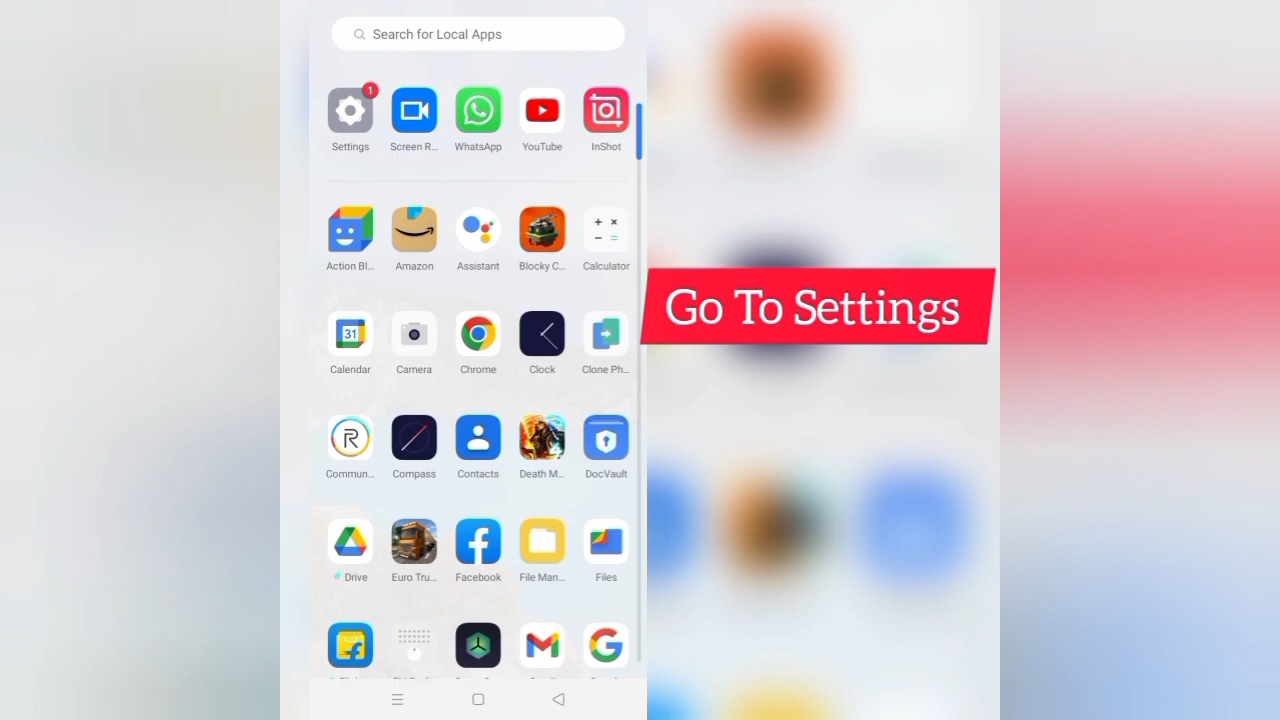 Search for Local Apps
1
Settings
Screen R...
WhatsApp
YouTube
InShot
Action Bl...
Amazon
Assistant
Blocky C...
Calculator
31
Calendar
Camera
Chrome
Clock
Clone Ph...
Commun...
Compass
Contacts
Death M...
DocVault
Drive
Euro Tru...
Facebook
File Man...
Files
Go To Settings